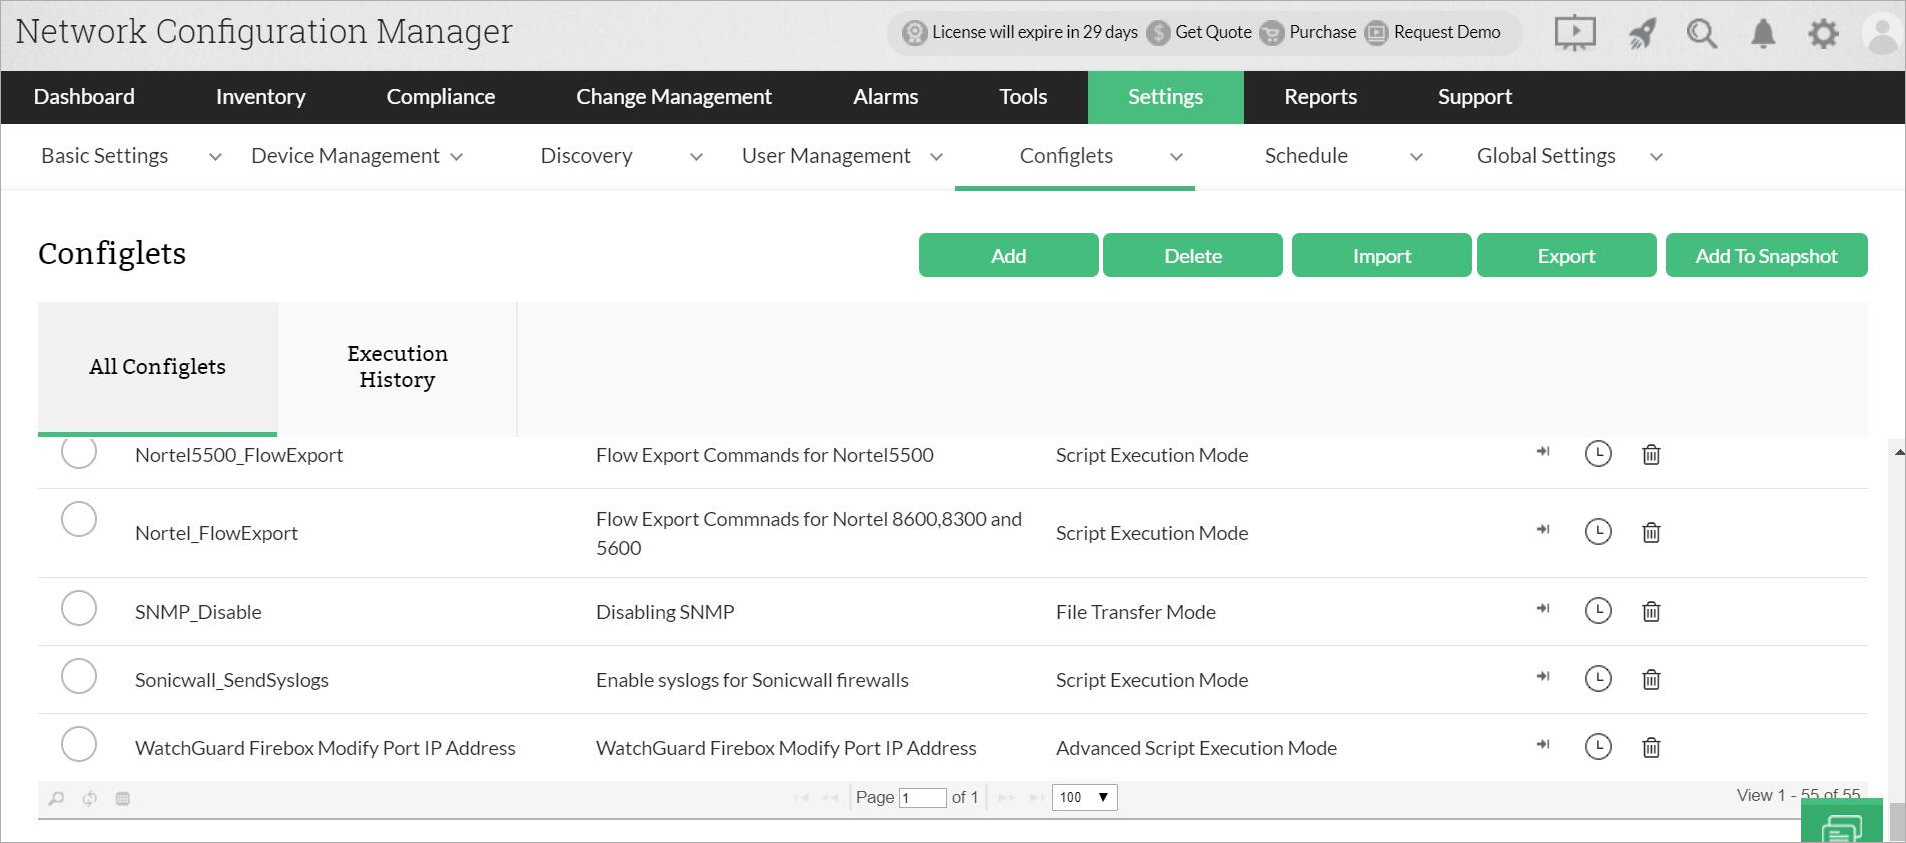 Network Configuration Manager
License will expire in 29 days Get Quote Purchase Request Demo
Dashboard Inventory Compliance Change Management Alarms Tools Settings Reports Support
Basic Settings Device Management Discovery User Management Configlets Schedule Global Settings
Configlets
Add Delete Import Export Add To Snapshot
All Configlets
Execution
History
Nortel5500_FlowExport Flow Export Commands for Nortel5500 Script Execution Mode
Nortel_FlowExport Flow Export Commnads for Nortel 8600,8300 and
5600 Script Execution Mode
SNMP_Disable Disabling SNMP File Transfer Mode
Sonicwall_SendSyslogs Enable syslogs for Sonicwall firewalls Script Execution Mode
WatchGuard Firebox Modify Port IP Address WatchGuard Firebox Modify Port IP Address Advanced Script Execution Mode
Page 1 of 1 100 View 1 - 55 of 55